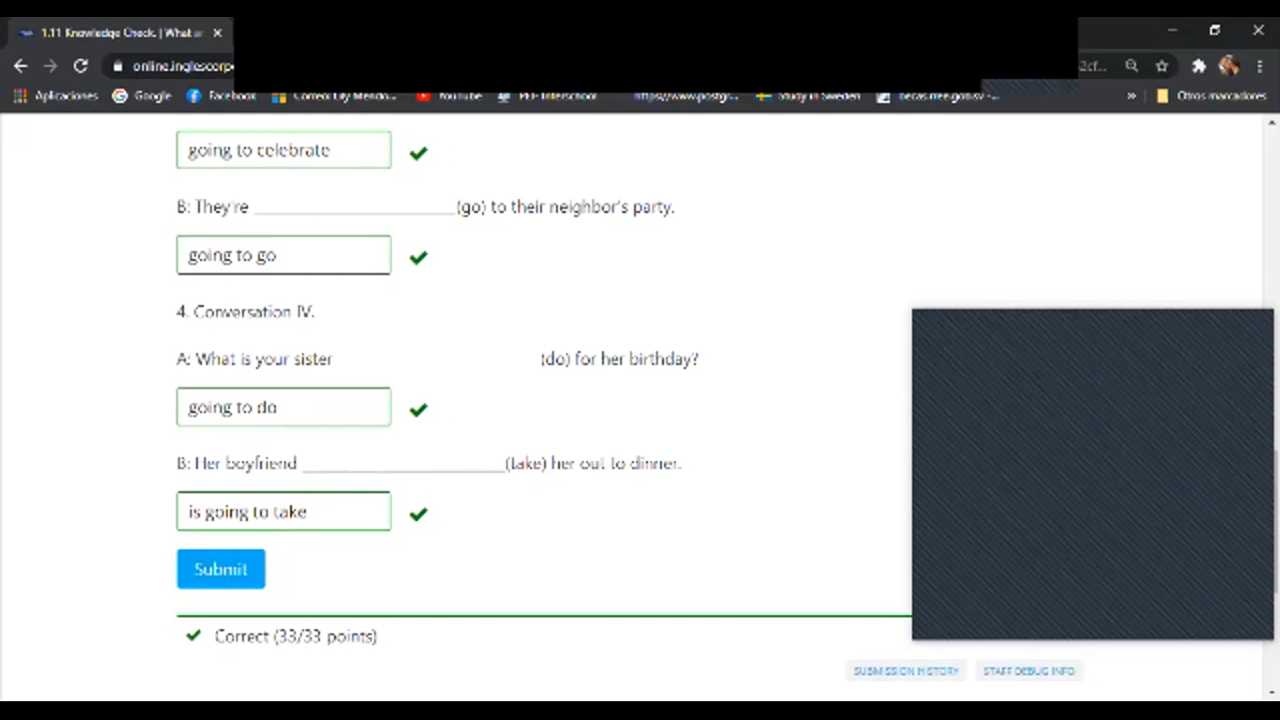 1.11 Knowledge Check. | What ar
online.inglescorp
2cf...
Aplicaciones
Google
Facebook
YouTube
Study in Sweden
Otros marcadores
going to celebrate
B: They're ____________________ (go) to their neighbor's party.
going to go
4. Conversation IV.
A: What is your sister (do) for her birthday?
going to do
B: Her boyfriend ____________________ (take) her out to dinner.
is going to take
Submit
Correct (33/33 points)
SUBMISSION HISTORY
STAFF DEBUG INFO